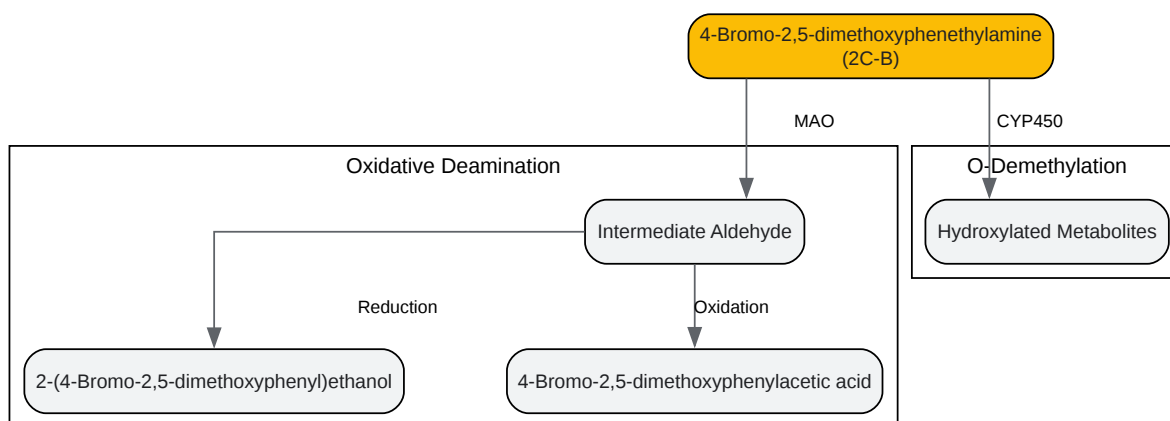 4-Bromo-2,5-dimethoxyphenethylamine
(2C-B)
MAO
CYP450
Oxidative Deamination
O-Demethylation
Intermediate Aldehyde
Hydroxylated Metabolites
Reduction
Oxidation
2-(4-Bromo-2,5-dimethoxyphenyl)ethanol
4-Bromo-2,5-dimethoxyphenylacetic acid